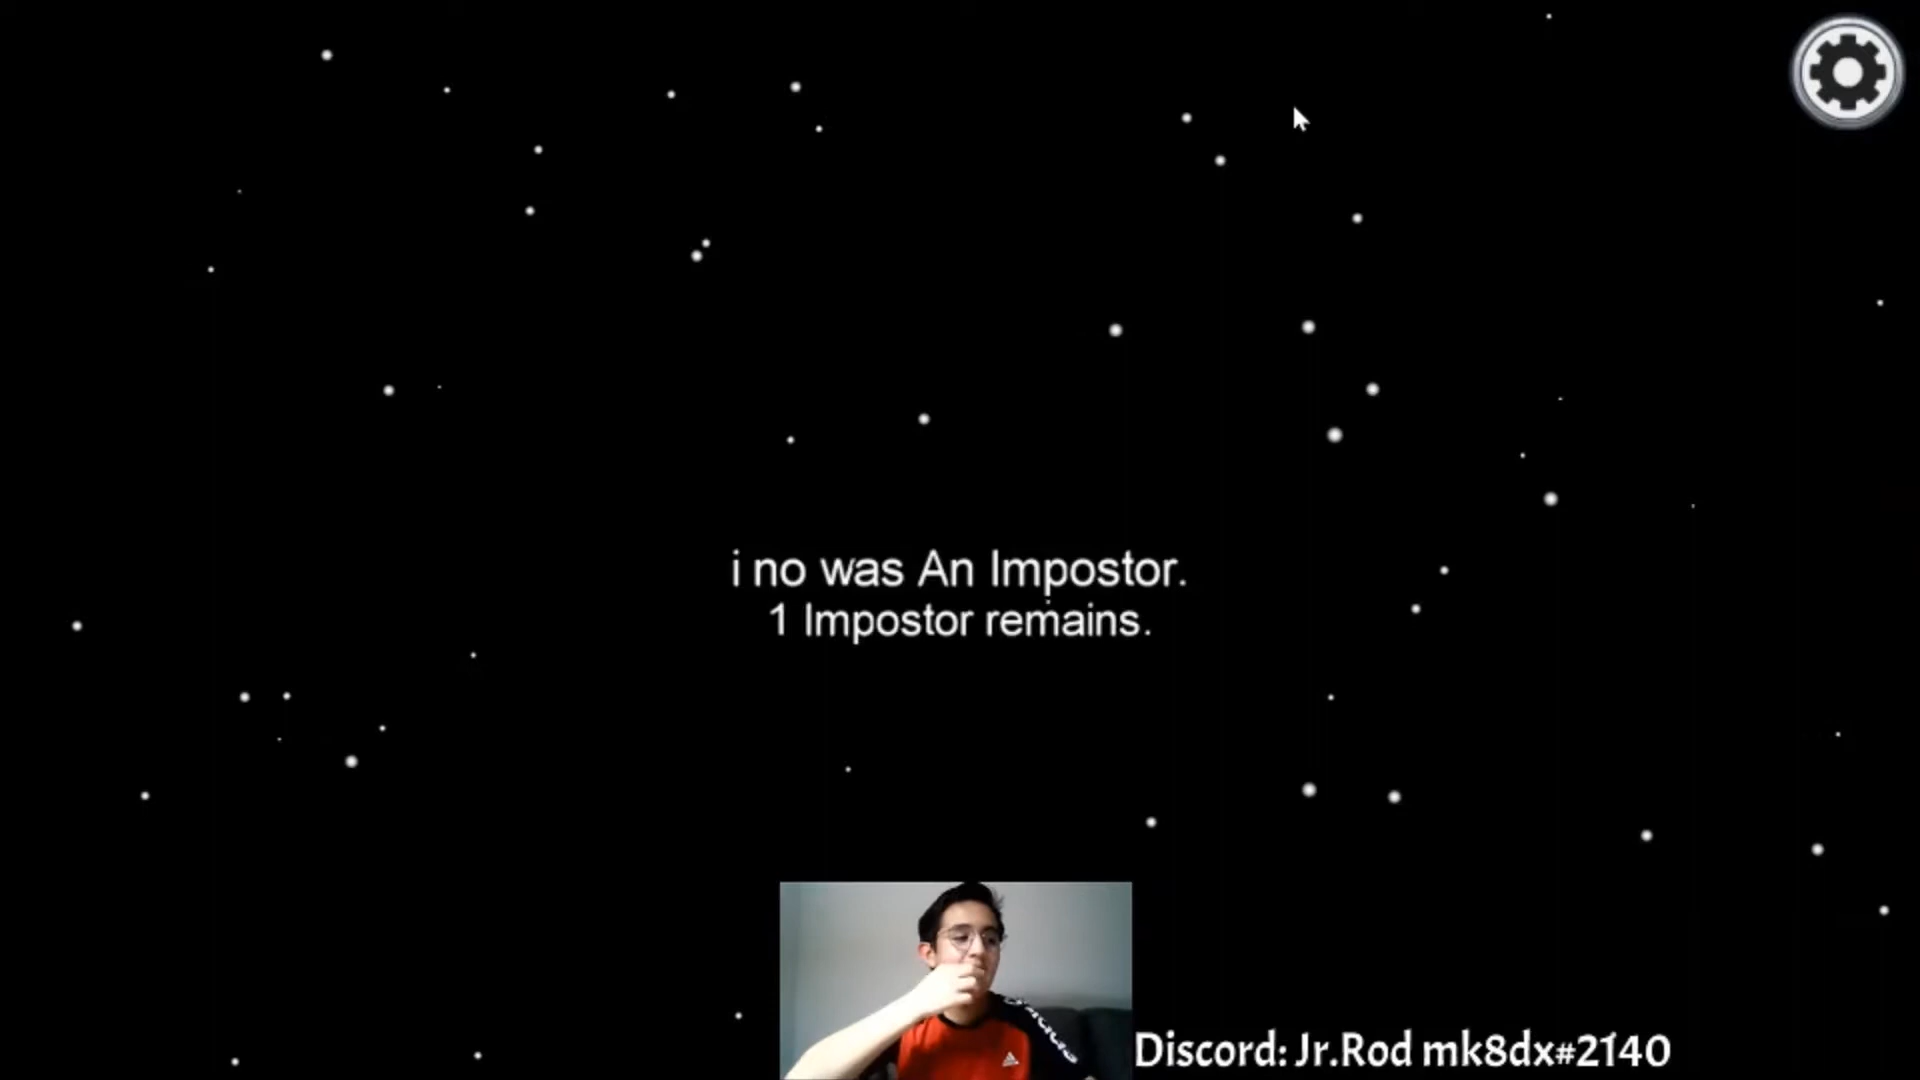 i no was An Impostor.
1 Impostor remains.
Discord: Jr.Rod mk8dx#2140